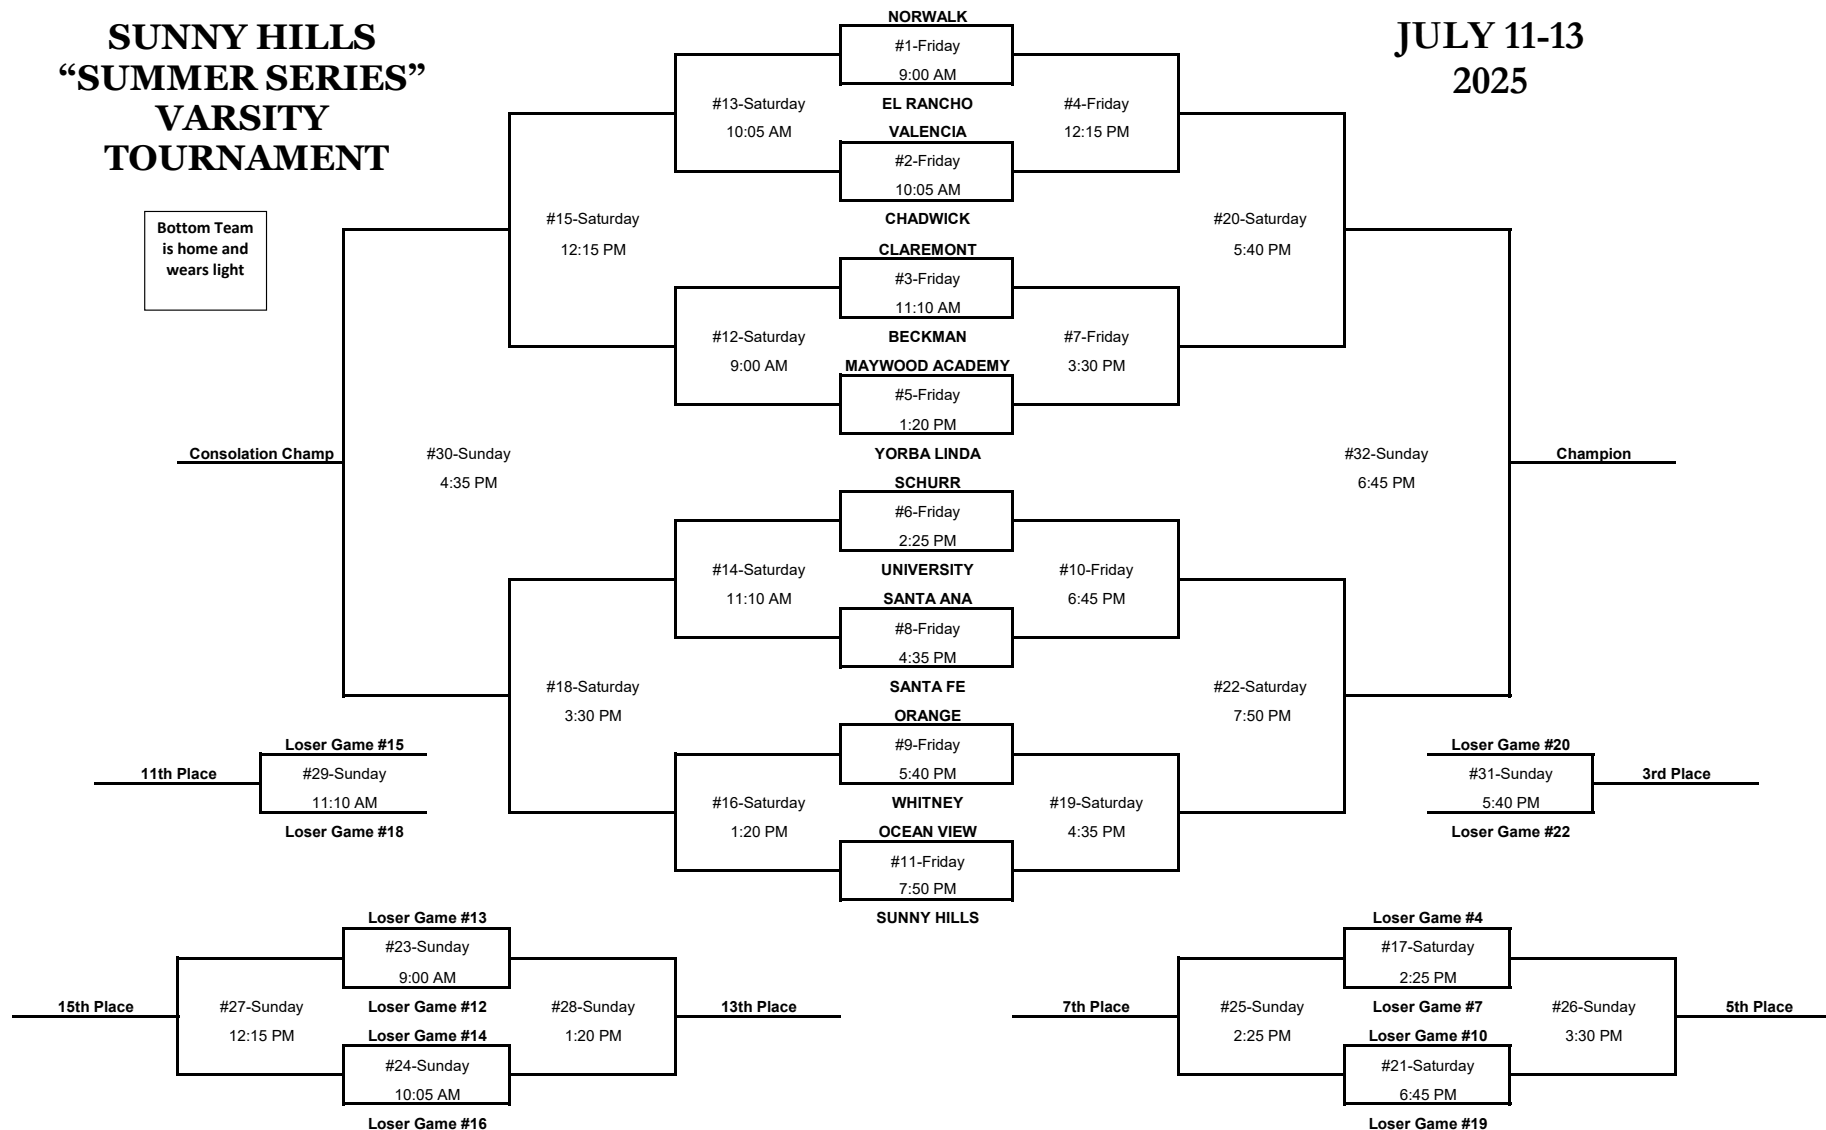 SUNNY HILLS
“SUMMER SERIES”
VARSITY
TOURNAMENT
JULY 11-13
2025
Bottom Team
is home and
wears light
NORWALK
#1-Friday
9:00 AM
EL RANCHO
#13-Saturday
10:05 AM
#4-Friday
12:15 PM
VALENCIA
#2-Friday
10:05 AM
CHADWICK
#15-Saturday
12:15 PM
#20-Saturday
5:40 PM
CLAREMONT
#3-Friday
11:10 AM
BECKMAN
#12-Saturday
9:00 AM
#7-Friday
3:30 PM
MAYWOOD ACADEMY
#5-Friday
1:20 PM
YORBA LINDA
Consolation Champ
#30-Sunday
4:35 PM
#32-Sunday
6:45 PM
Champion
SCHURR
#6-Friday
2:25 PM
UNIVERSITY
#14-Saturday
11:10 AM
#10-Friday
6:45 PM
SANTA ANA
#8-Friday
4:35 PM
SANTA FE
#18-Saturday
3:30 PM
#22-Saturday
7:50 PM
ORANGE
#9-Friday
5:40 PM
WHITNEY
#16-Saturday
1:20 PM
#19-Saturday
4:35 PM
OCEAN VIEW
#11-Friday
7:50 PM
SUNNY HILLS
Loser Game #15
11th Place
#29-Sunday
11:10 AM
Loser Game #18
Loser Game #20
#31-Sunday
3rd Place
5:40 PM
Loser Game #22
Loser Game #13
#23-Sunday
9:00 AM
15th Place
#27-Sunday
12:15 PM
Loser Game #12
Loser Game #14
#28-Sunday
1:20 PM
13th Place
#24-Sunday
10:05 AM
Loser Game #16
Loser Game #4
#17-Saturday
2:25 PM
7th Place
#25-Sunday
2:25 PM
Loser Game #7
Loser Game #10
#26-Sunday
3:30 PM
5th Place
#21-Saturday
6:45 PM
Loser Game #19